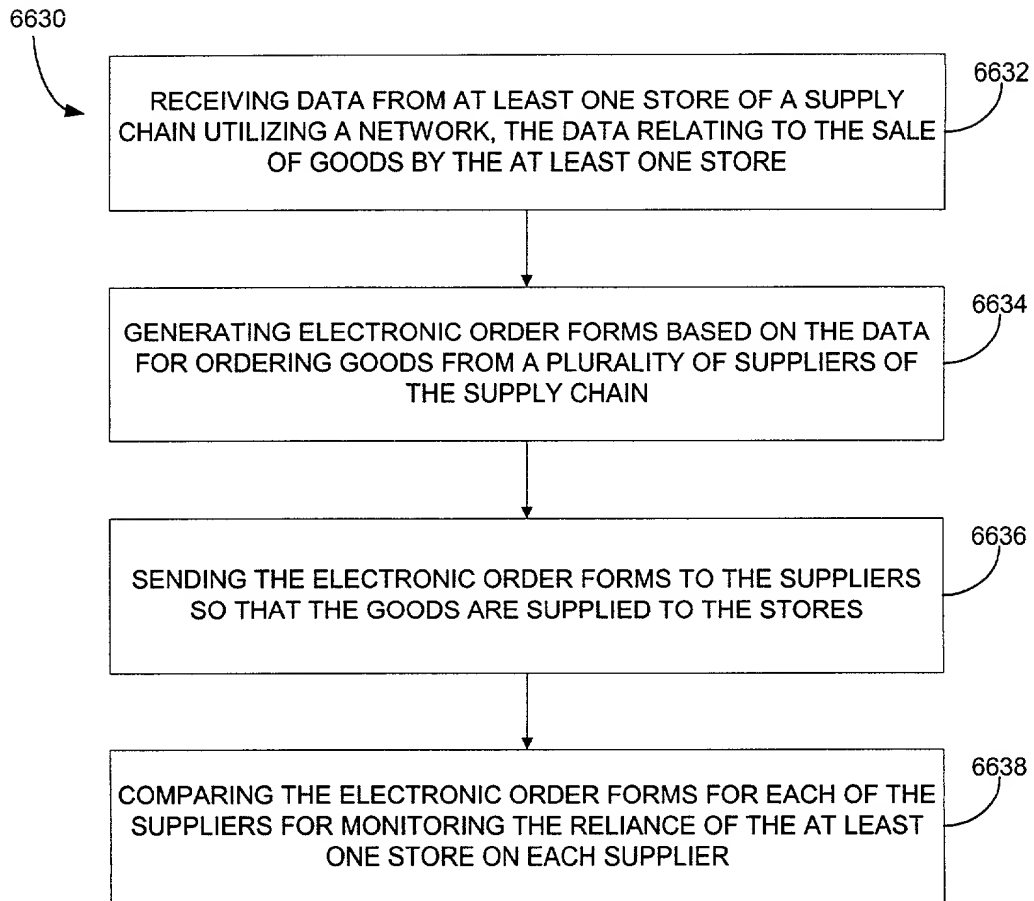 6630
6632
RECEIVING DATA FROM AT LEAST ONE STORE OF A SUPPLY
CHAIN UTILIZING A NETWORK, THE DATA RELATING TO THE SALE
OF GOODS BY THE AT LEAST ONE STORE
6634
GENERATING ELECTRONIC ORDER FORMS BASED ON THE DATA
FOR ORDERING GOODS FROM A PLURALITY OF SUPPLIERS OF
THE SUPPLY CHAIN
6636
SENDING THE ELECTRONIC ORDER FORMS TO THE SUPPLIERS
SO THAT THE GOODS ARE SUPPLIED TO THE STORES
6638
COMPARING THE ELECTRONIC ORDER FORMS FOR EACH OF THE
SUPPLIERS FOR MONITORING THE RELIANCE OF THE AT LEAST
ONE STORE ON EACH SUPPLIER